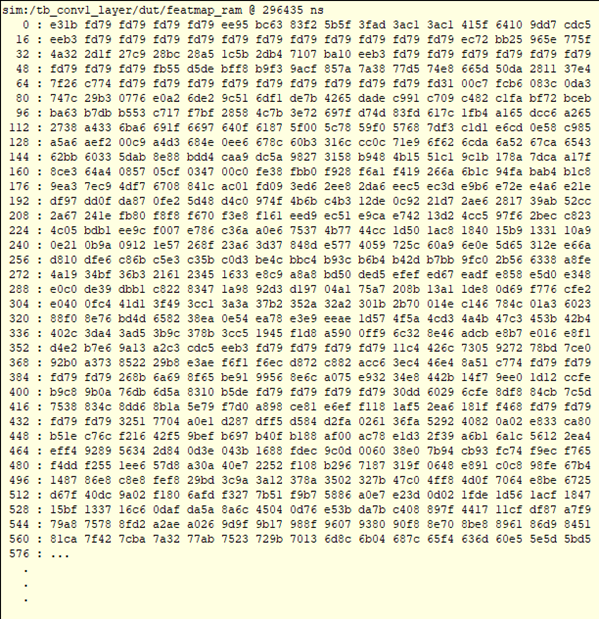 sim:/tb_conv1_layer/dut/featmap_ram @ 296435 ns
0 : e31b fd79 fd79 fd79 fd79 ee95 bc63 83f2 5b5f 3fad 3ac1 3ac1 415f 6410 9dd7 cdc5
16 : eeb3 fd79 fd79 fd79 fd79 fd79 fd79 fd79 fd79 fd79 fd79 fd79 ec72 bb25 965e 775f
32 : 4a32 2d1f 27c9 28bc 28a5 1c5b 2db4 7107 ba10 eeb3 fd79 fd79 fd79 fd79 fd79 fd79
48 : fd79 fd79 fd79 fb55 d5de bff8 b9f3 9acf 857a 7a38 77d5 74e8 665d 50da 2811 37e4
64 : 7f26 c774 fd79 fd79 fd79 fd79 fd79 fd79 fd79 fd79 fd31 00c7 fcb6 083c 0da3
80 : 747c 29b3 0776 e0a2 6de2 9c51 6df1 de7b 4265 dade c991 c709 c482 c1fa bf72 bceb
96 : ba63 b7db b553 c717 f7bf 2858 4c7b 3e72 697f d74d 83fd 617c 1fb4 a165 dcc6 a265
112 : 2738 a433 6ba6 691f 6697 640f 6187 5f00 5c78 59f0 5768 7df3 c1d1 e6cd 0e58 c985
128 : a5a6 aef2 00c9 a4d3 684e 0ee6 678c 60b3 316c cc0c 71e9 6f62 6cda 6a52 67ca 6543
144 : 62bb 6033 5dab 8e88 bdd4 caa9 dc5a 9827 3158 b948 4b15 51c1 9c1b 178a 7dca a17f
160 : 8ce3 64a4 0857 05cf 0347 00c0 fe38 fbb0 f928 f6a1 f419 266a 6b1c 94fa bab4 b1c8
176 : 9ea3 7ec9 4df7 6708 841c ac01 fd09 3ed6 2ee8 2da6 eec5 ec3d e9b6 e72e e4a6 e21e
192 : df97 dd0f da87 0fe2 5d48 d4c0 974f 4b6b c4b3 12de 0c92 21d7 2ae6 2817 39ab 52cc
208 : 2a67 241e fb80 f8f8 f670 f3e8 f161 eed9 ec51 e9ca e742 13d2 4cc5 97f6 2bec c823
224 : 4c05 bdb1 ee9c f007 e786 c36a a0e6 7537 4b77 44cc 1d50 1ac8 1840 15b9 1331 10a9
240 : 0e21 0b9a 0912 1e57 268f 23a6 3d37 848d e577 4059 725c 60a9 6e0e 5d65 312e e66a
256 : d810 dfe6 c86b c5e3 c35b c0d3 be4c bbc4 b93c b6b4 b42d b7bb 9fc0 2b56 6338 a8fe
272 : 4a19 34bf 36b3 2161 2345 1633 e8c9 a8a8 bd50 ded5 efef ed67 eadf e858 e5d0 e348
288 : e0c0 de39 dbb1 c822 8347 1a98 92d3 d197 04a1 75a7 208b 13a1 1de8 0d69 f776 cfe2
304 : e040 0fc4 41d1 3f49 3cc1 3a3a 37b2 352a 32a2 301b 2b70 014e c146 784c 01a3 6023
320 : 88f0 8e76 bd4d 6582 38ea 0e54 ea78 e3e9 eeae 1d57 4f5a 4cd3 4a4b 47c3 453b 42b4
336 : 402c 3da4 3ad5 3b9c 378b 3cc5 1945 f1d8 a590 0ff9 6c32 8e46 adcb e8b7 e016 e8f1
352 : d4e2 b7e6 9a13 a2c3 cdc5 eeb3 fd79 fd79 fd79 fd79 11c4 426c 7305 9272 78bd 7ce0
368 : 92b0 a373 8522 29b8 e3ae f6f1 f6ec d872 c882 acc6 3ec4 46e4 8a51 c774 fd79 fd79
384 : fd79 fd79 268b 6a69 8f65 be91 9956 8e6c a075 e932 34e8 442b 14f7 9ee0 1d12 ccfe
400 : b9c8 9b0a 76db 6d5a 8310 b5de fd79 fd79 fd79 fd79 30dd 6029 6cfe 8df8 84cb 7c5d
416 : 7538 834c 8dd6 8b1a 5e79 f7d0 a898 ce81 e6ef f118 1af5 2ea6 181f f468 fd79 fd79
432 : fd79 fd79 3251 7704 a0e1 d287 dff5 d584 d2fa 0261 36fa 5292 4082 0a02 e833 ca80
448 : b51e c76c f216 42f5 9bef b697 b40f b188 af00 ac78 e1d3 2f39 a6b1 6a1c 5612 2ea4
464 : eff4 9289 5634 2d84 0d3e 043b 1688 fdec 9c0d 0060 38e0 7b94 cb93 fc74 f9ec f765
480 : f4dd f255 1ee6 57d8 a30a 40e7 2252 f108 b296 7187 319f 0648 e891 c0c8 98fe 67b4
496 : 1487 86e8 c8e8 fef8 29bd 3c9a 3a12 378a 3502 327b 47c0 4ff8 4d0f 7064 e8be 6725
512 : d67f 40dc 9a02 f180 6afd f327 7b51 f9b7 5886 a0e7 e23d 0d02 1fde 1d56 1acf 1847
528 : 15bf 1337 16c6 0daf da5a 8a6c 4504 0d76 e53b da7b c408 897f 4417 11cf df87 a7f9
544 : 79a8 7578 8fd2 a2ae aa026 9d9f 9b17 988f 9607 9380 90f8 8e70 8be8 8961 86d9 8451
560 : 81ca 7f42 7cba 7a32 77ab 7523 729b 7013 6d8c 6b04 687c 65f4 636d 60e5 5e5d 5bd5
576 : ...
.
.
.